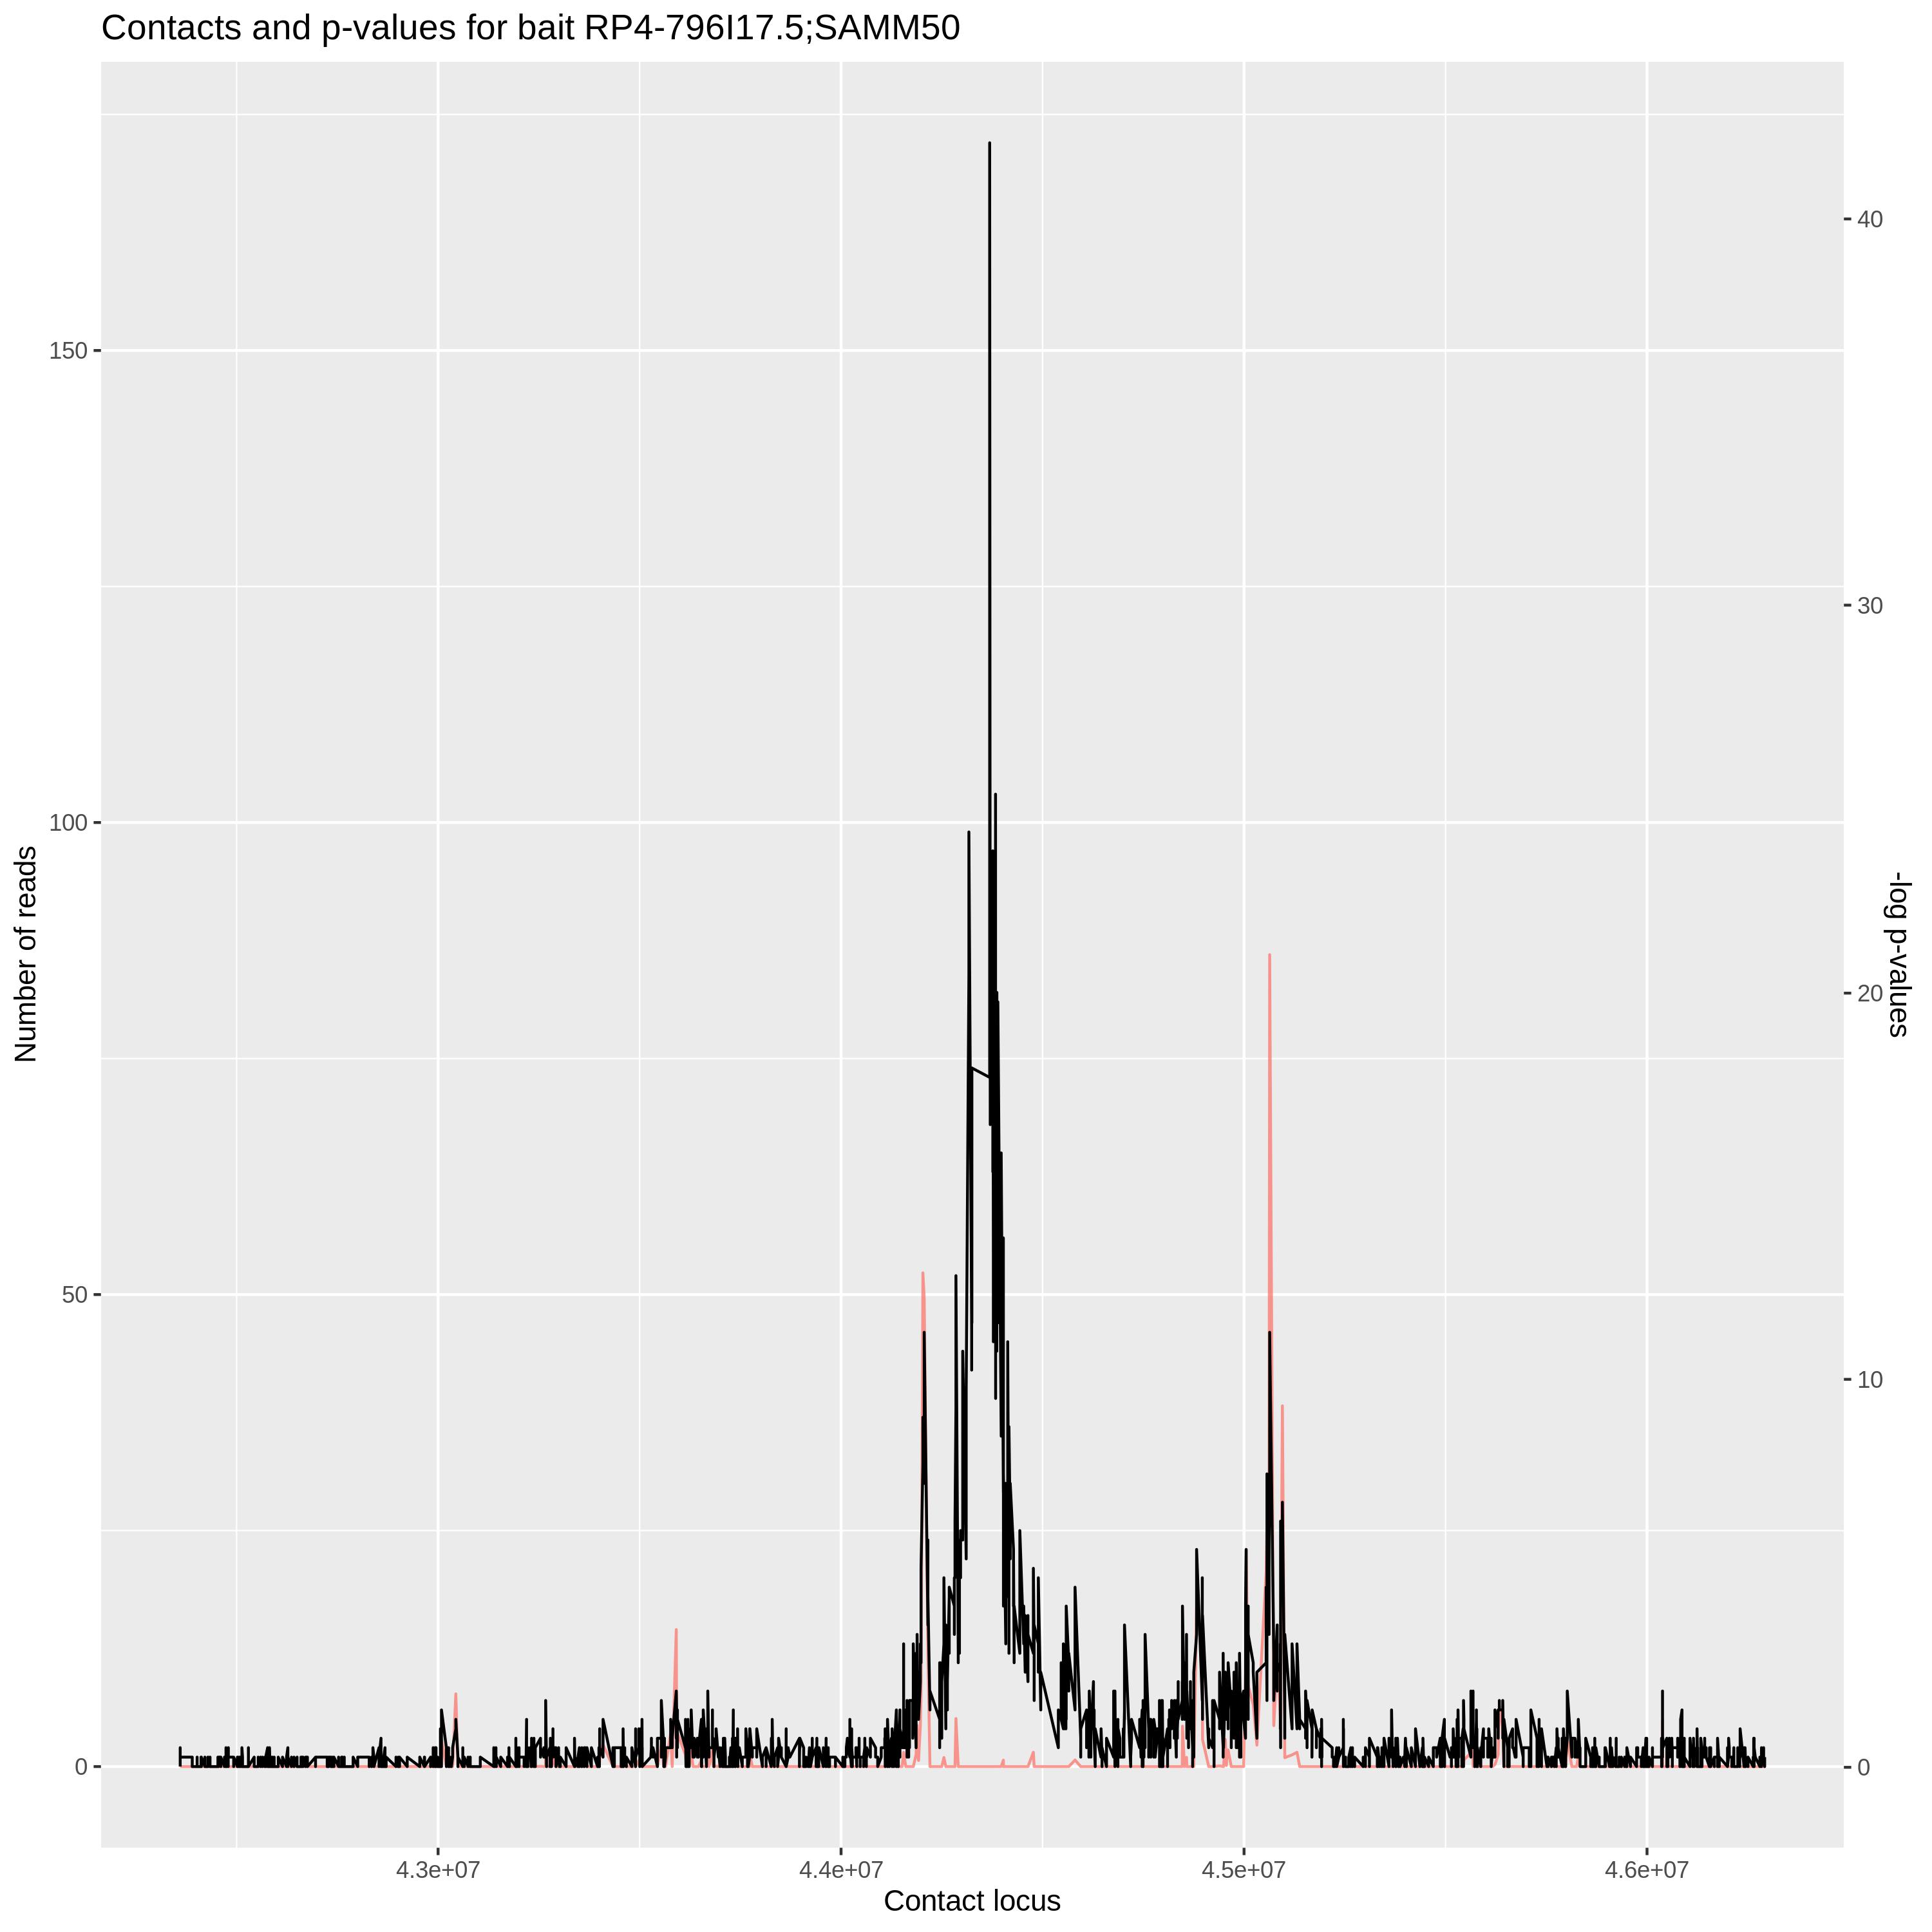 Contacts and p-values for bait RP4-796I17.5;SAMM50
Number of reads
150
100
50
0
40
30
20
10
0
-log p-values
4.3e+07
4.4e+07
4.5e+07
4.6e+07
Contact locus